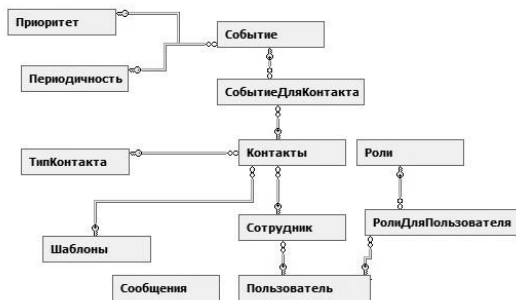 Приоритет
Событие
Периодичность
СобытиеДляКонтакта
ТипКонтакта
Контакты
Роли
Шаблоны
Сотрудник
РолиДляПользователя
Сообщения
Пользователь